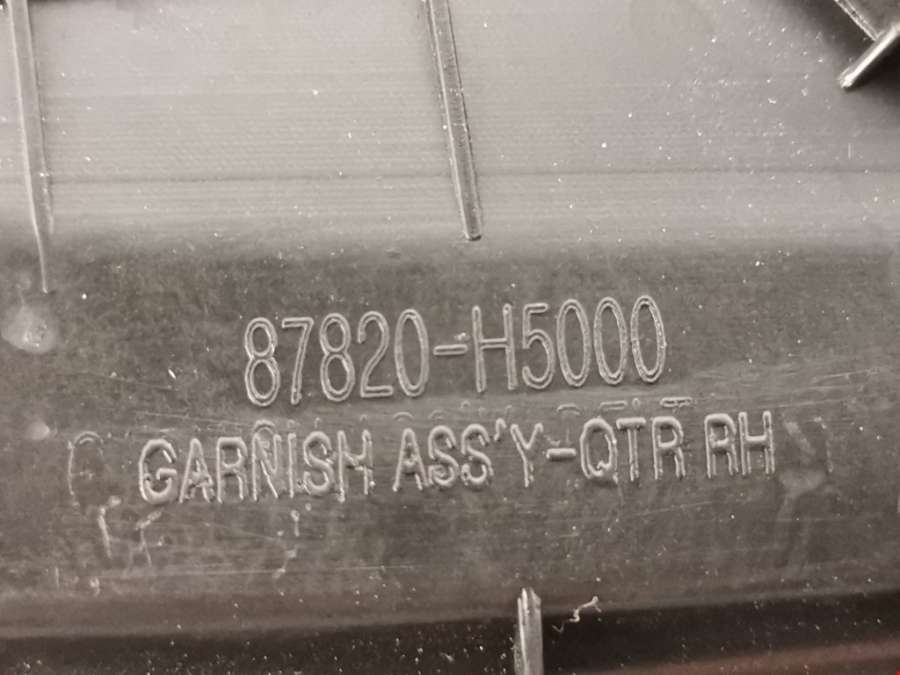 87820-H5000
GARNISH ASS'Y-QTR RH